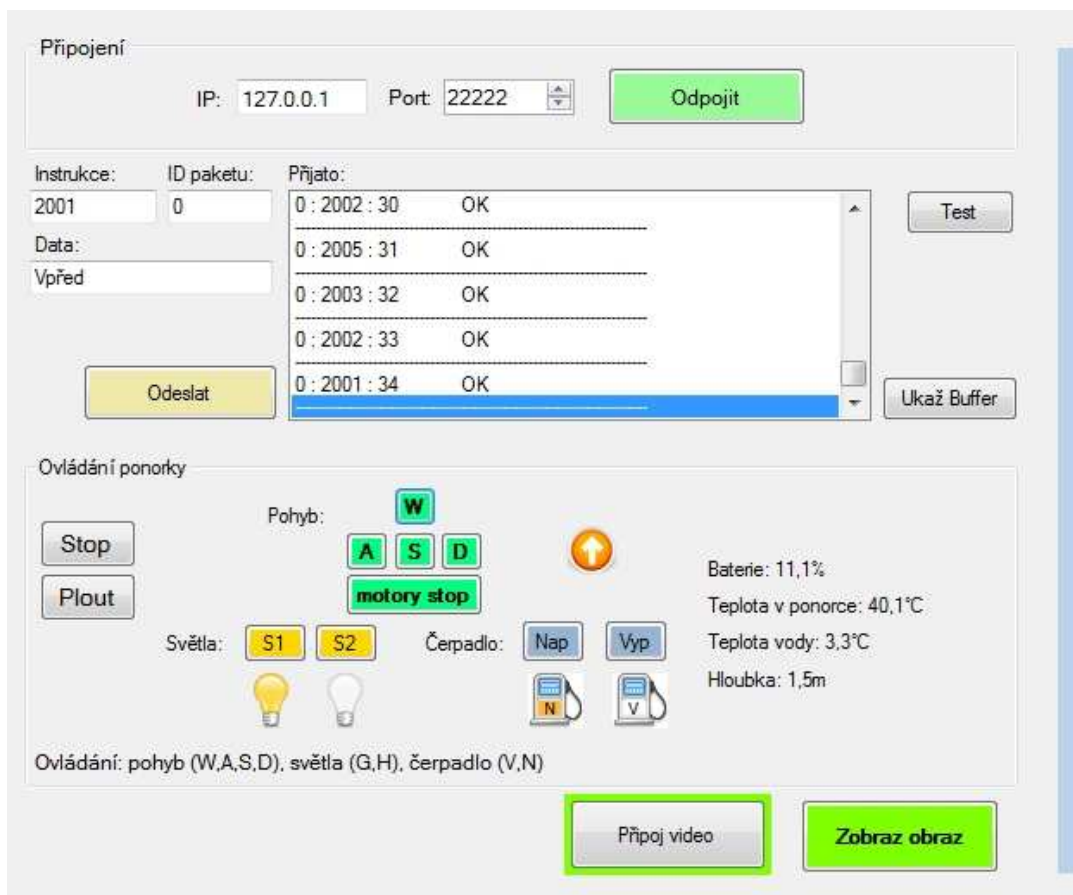 Připojení
IP: 127.0.0.1 Port: 22222 Odpojit
Instrukce: ID paketu: Přijato:
2001 0
0 : 2002 : 30 OK
Test
Data:
0 : 2005 : 31 OK
Vpřed
0 : 2003 : 32 OK
0 : 2002 : 33 OK
Odeslat
0 : 2001 : 34 OK
Ukaž Buffer
Ovládání ponorky
Pohyb: W
Stop
A S D
Plout
motory stop
Světla: S1 S2 Čerpadlo: Nap Vyp
N V
Baterie: 11,1%
Teplota v ponorce: 40,1°C
Teplota vody: 3,3°C
Hloubka: 1,5m
Ovládání: pohyb (W,A,S,D), světla (G,H), čerpadlo (V,N)
Připoj video Zobraz obraz